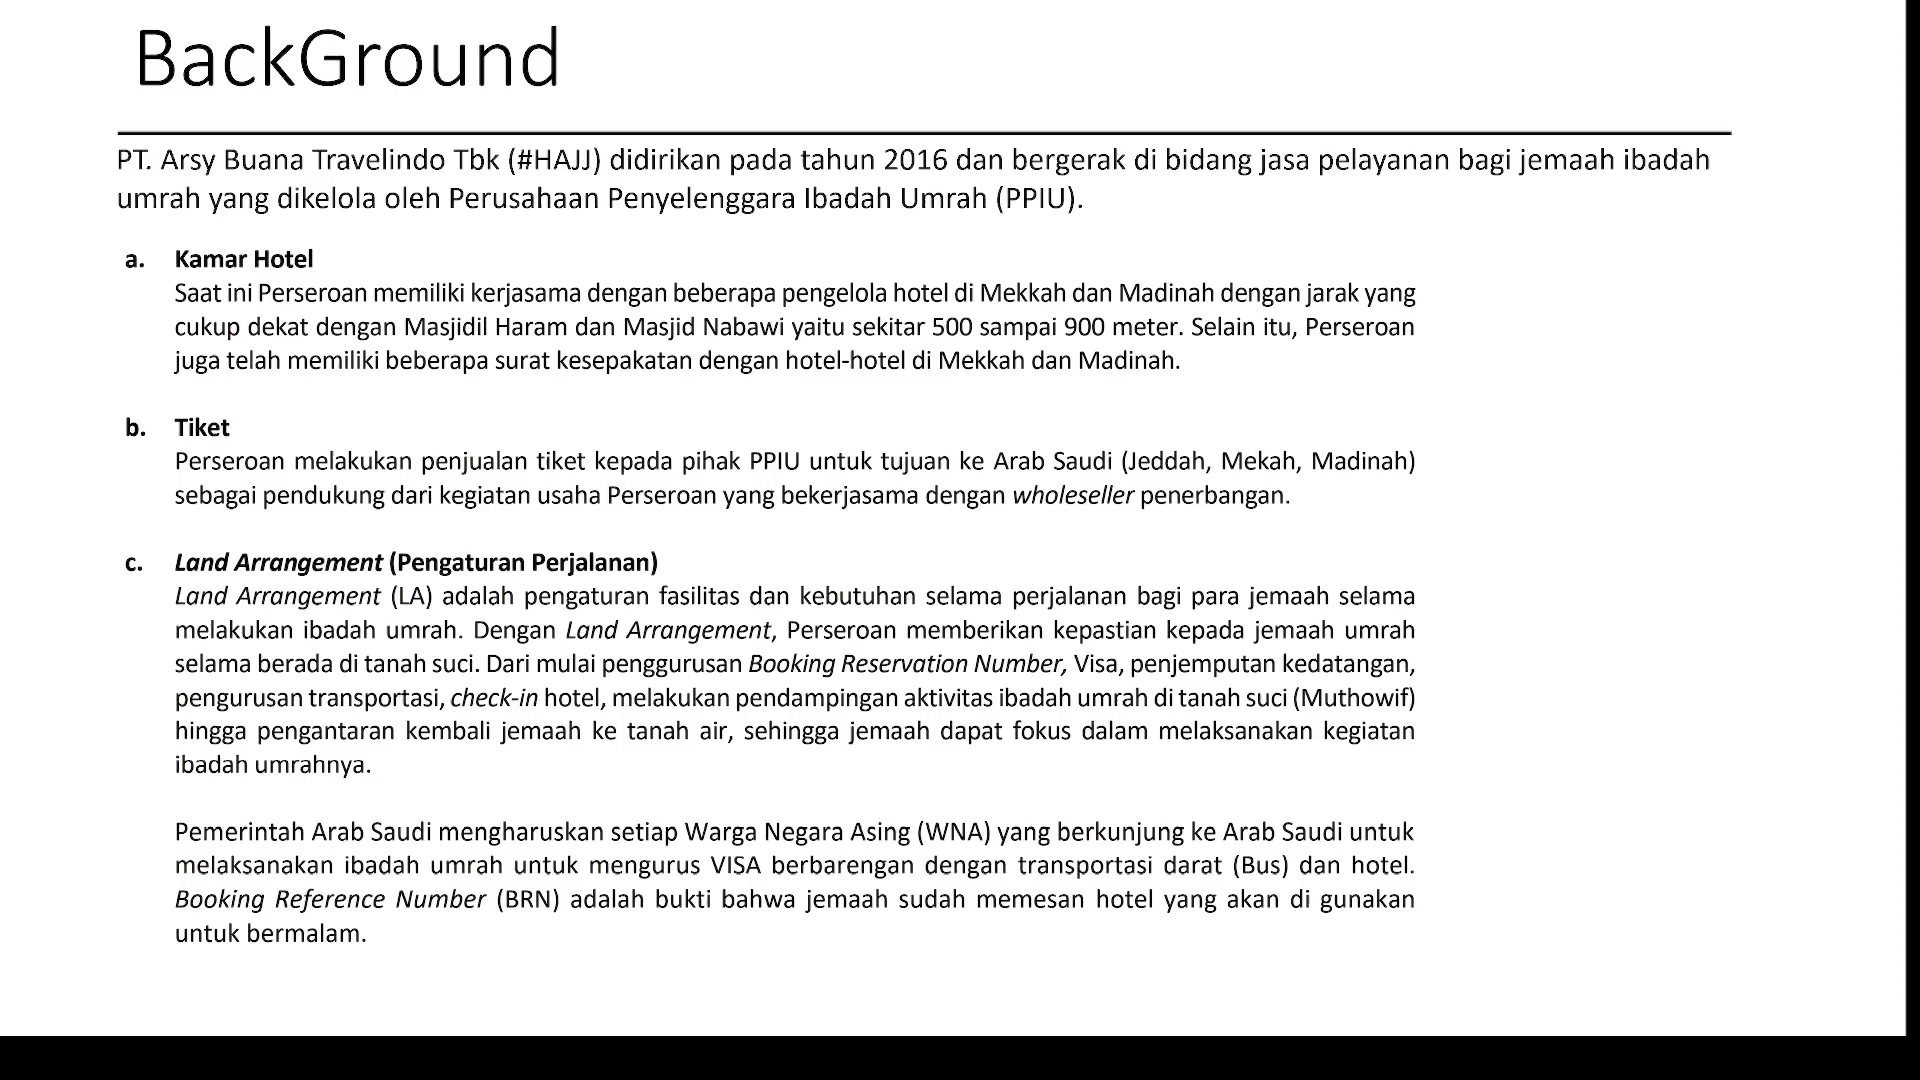 BackGround
PT. Arsy Buana Travelindo Tbk (#HAJJ) didirikan pada tahun 2016 dan bergerak di bidang jasa pelayanan bagi jemaah ibadah
umrah yang dikelola oleh Perusahaan Penyelenggara Ibadah Umrah (PPIU).
a. Kamar Hotel
Saat ini Perseroan memiliki kerjasama dengan beberapa pengelola hotel di Mekkah dan Madinah dengan jarak yang
cukup dekat dengan Masjidil Haram dan Masjid Nabawi yaitu sekitar 500 sampai 900 meter. Selain itu, Perseroan
juga telah memiliki beberapa surat kesepakatan dengan hotel-hotel di Mekkah dan Madinah.
b. Tiket
Perseroan melakukan penjualan tiket kepada pihak PPIU untuk tujuan ke Arab Saudi (Jeddah, Mekah, Madinah)
sebagai pendukung dari kegiatan usaha Perseroan yang bekerjasama dengan wholeseller penerbangan.
c. Land Arrangement (Pengaturan Perjalanan)
Land Arrangement (LA) adalah pengaturan fasilitas dan kebutuhan selama perjalanan bagi para jemaah selama
melakukan ibadah umrah. Dengan Land Arrangement, Perseroan memberikan kepastian kepada jemaah umrah
selama berada di tanah suci. Dari mulai penggurusan Booking Reservation Number, Visa, penjemputan kedatangan,
pengurusan transportasi, check-in hotel, melakukan pendampingan aktivitas ibadah umrah di tanah suci (Muthowif)
hingga pengantaran kembali jemaah ke tanah air, sehingga jemaah dapat fokus dalam melaksanakan kegiatan
ibadah umrahnya.
Pemerintah Arab Saudi mengharuskan setiap Warga Negara Asing (WNA) yang berkunjung ke Arab Saudi untuk
melaksanakan ibadah umrah untuk mengurus VISA berbarengan dengan transportasi darat (Bus) dan hotel.
Booking Reference Number (BRN) adalah bukti bahwa jemaah sudah memesan hotel yang akan di gunakan
untuk bermalam.